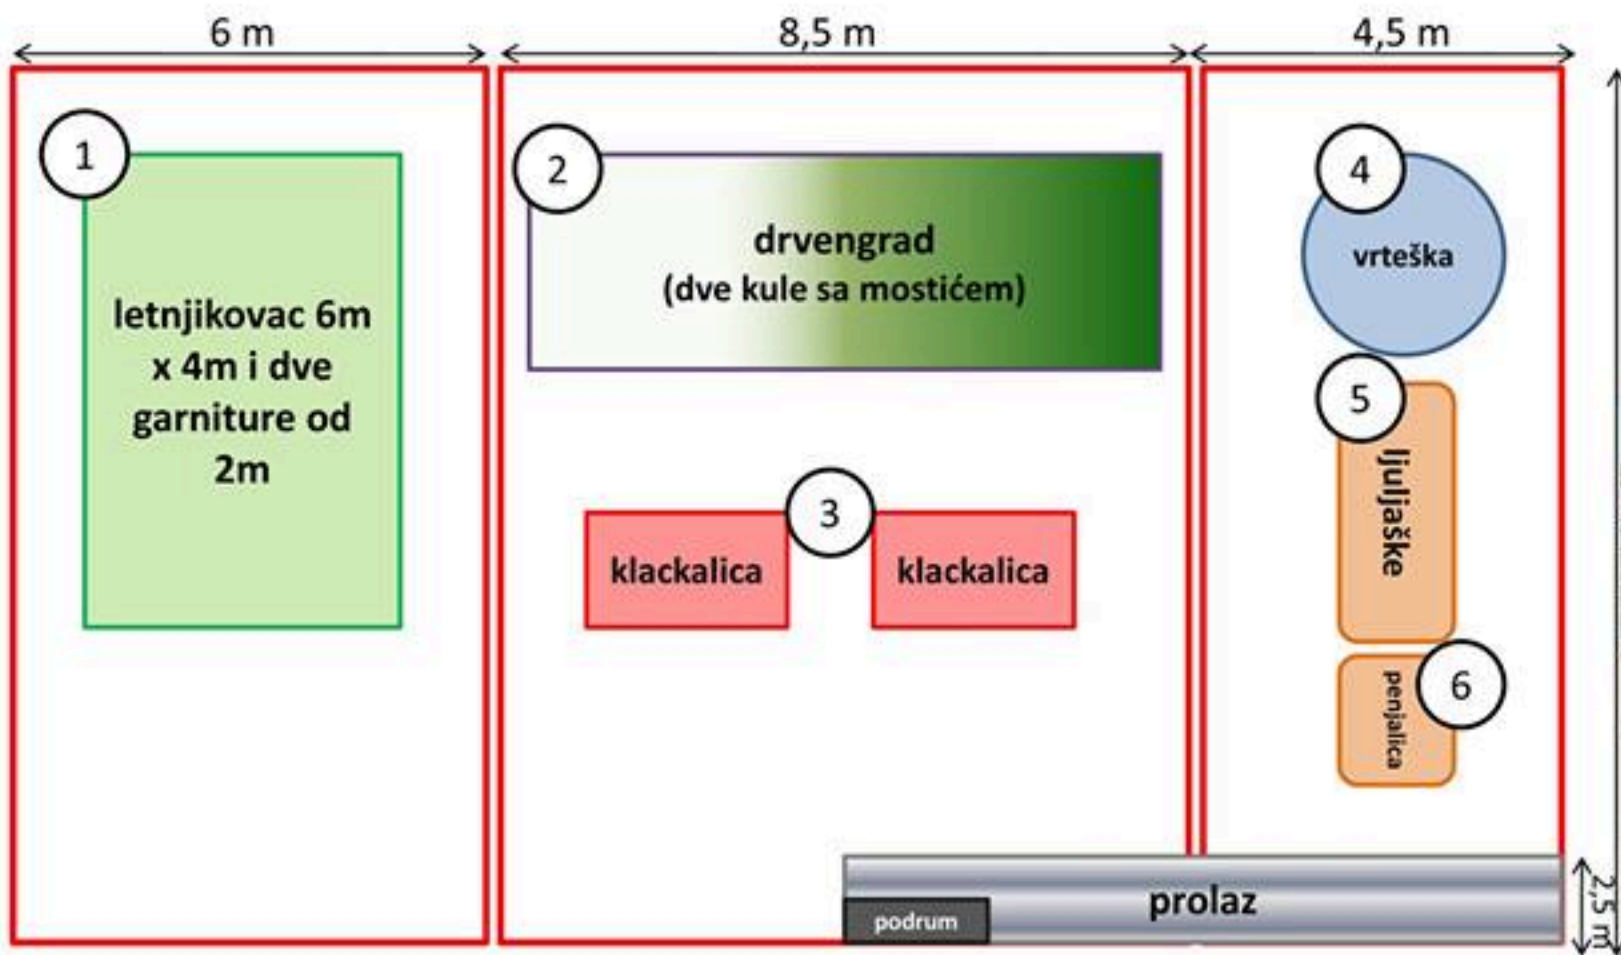 6 m
8,5 m
4,5 m
1
letnjikovac 6m
x 4m i dve
garniture od
2m
2
drvengrad
(dve kule sa mostićem)
3
klackalica
klackalica
4
vrteška
5
ljuljaške
6
penjalica
prolaz
podrum
2,5 m